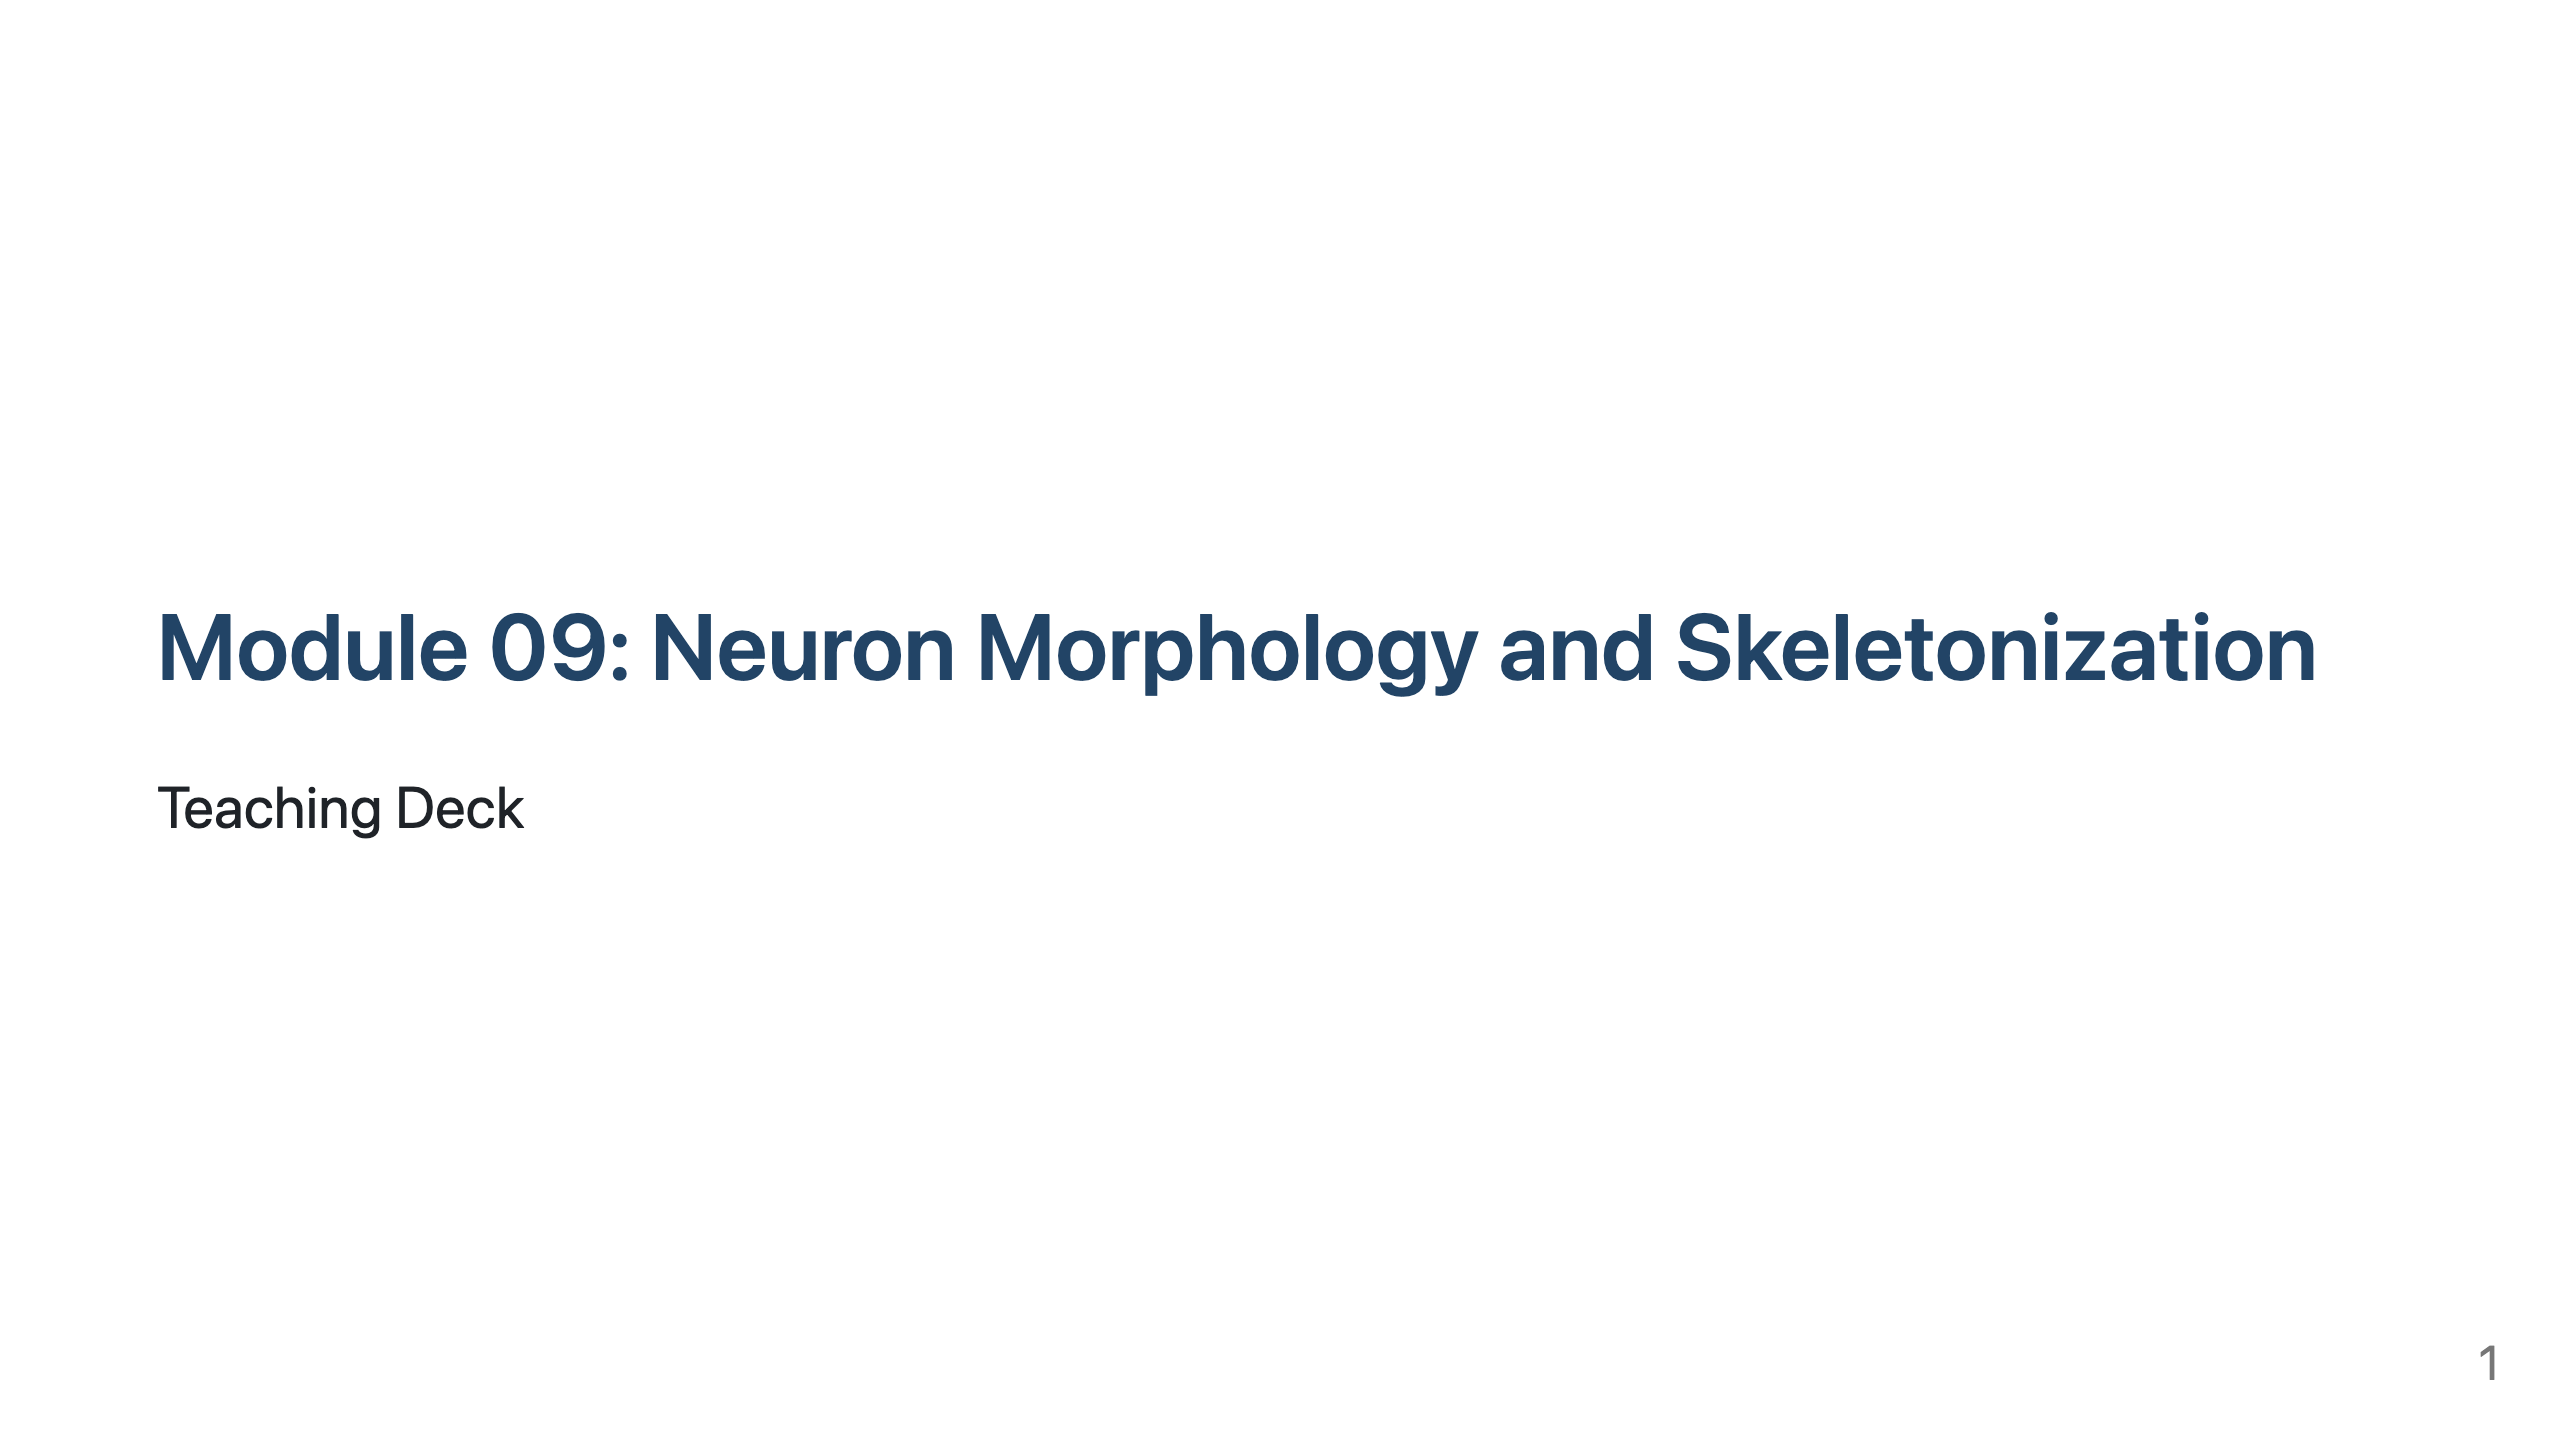 Module 09: Neuron Morphology and Skeletonization
Teaching Deck
1